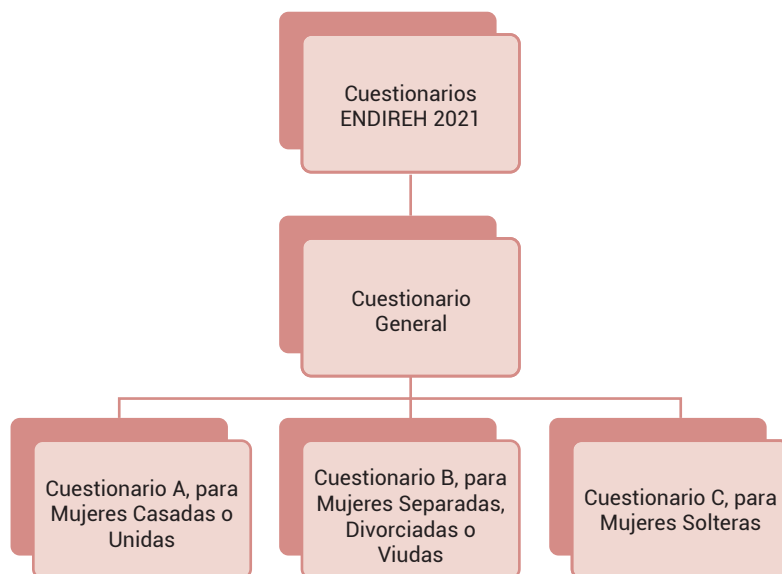 Cuestionarios
ENDIREH 2021
Cuestionario
General
Cuestionario A, para
Mujeres Casadas o
Unidas
Cuestionario B, para
Mujeres Separadas,
Divorciadas o
Viudas
Cuestionario C, para
Mujeres Solteras